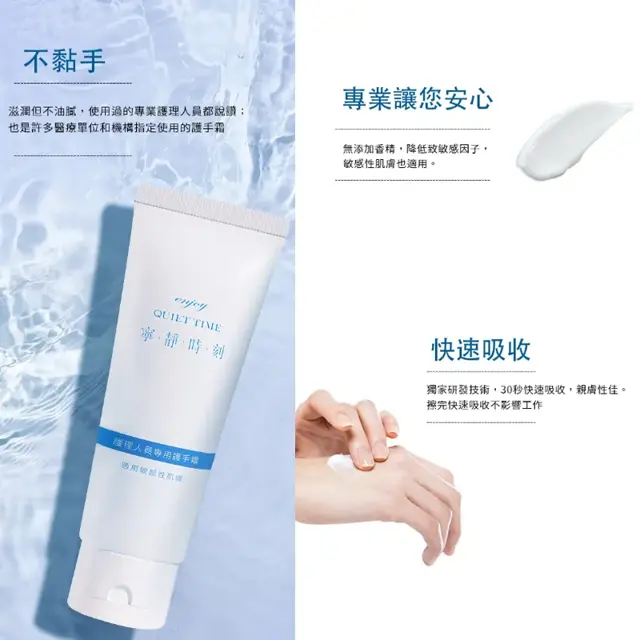 不黏手
滋潤但不油膩，使用過的專業護理人員都說讚；
也是許多醫療單位和機構指定使用的護手霜
enjoy
QUIET TIME
寧·靜·時·刻
護理人員專用護手霜
適用敏感性肌膚
專業讓您安心
無添加香精，降低致敏感因子，
敏感性肌膚也適用。
快速吸收
獨家研發技術，30秒快速吸收，親膚性佳。
擦完快速吸收不影響工作